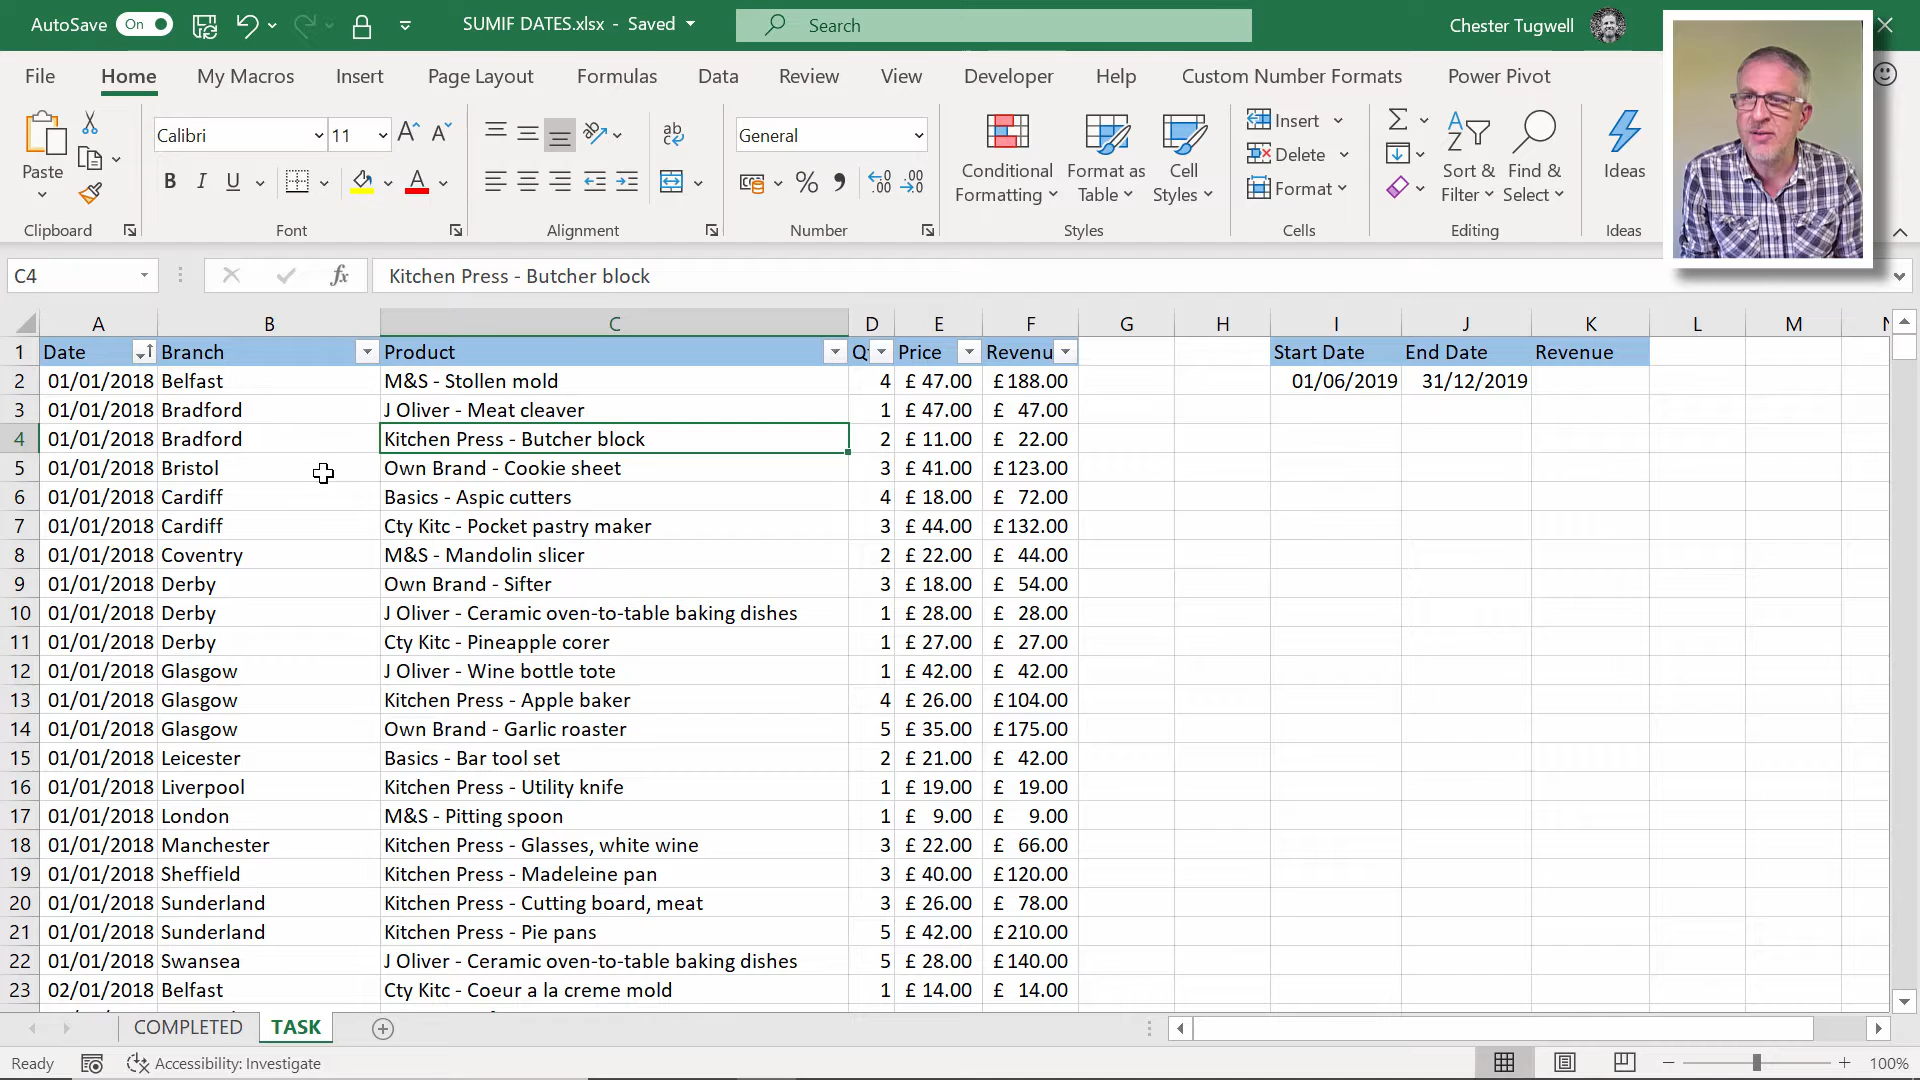 AutoSave On SUMIF DATES.xlsx - Saved Search Chester Tugwell
File Home My Macros Insert Page Layout Formulas Data Review View Developer Help Custom Number Formats Power Pivot
Paste Calibri 11 General Conditional Formatting Format as Table Cell Styles Insert Delete Format Sort & Filter Find & Select Ideas
Clipboard Font Alignment Number Styles Cells Editing Ideas
C4 fx Kitchen Press - Butcher block
A B C D E F G H I J K L M N
1 Date Branch Product Q Price Revenu Start Date End Date Revenue
2 01/01/2018 Belfast M&S - Stollen mold 4 £ 47.00 £188.00 01/06/2019 31/12/2019
3 01/01/2018 Bradford J Oliver - Meat cleaver 1 £ 47.00 £ 47.00
4 01/01/2018 Bradford Kitchen Press - Butcher block 2 £ 11.00 £ 22.00
5 01/01/2018 Bristol Own Brand - Cookie sheet 3 £ 41.00 £123.00
6 01/01/2018 Cardiff Basics - Aspic cutters 4 £ 18.00 £ 72.00
7 01/01/2018 Cardiff Cty Kitc - Pocket pastry maker 3 £ 44.00 £132.00
8 01/01/2018 Coventry M&S - Mandolin slicer 2 £ 22.00 £ 44.00
9 01/01/2018 Derby Own Brand - Sifter 3 £ 18.00 £ 54.00
10 01/01/2018 Derby J Oliver - Ceramic oven-to-table baking dishes 1 £ 28.00 £ 28.00
11 01/01/2018 Derby Cty Kitc - Pineapple corer 1 £ 27.00 £ 27.00
12 01/01/2018 Glasgow J Oliver - Wine bottle tote 1 £ 42.00 £ 42.00
13 01/01/2018 Glasgow Kitchen Press - Apple baker 4 £ 26.00 £104.00
14 01/01/2018 Glasgow Own Brand - Garlic roaster 5 £ 35.00 £175.00
15 01/01/2018 Leicester Basics - Bar tool set 2 £ 21.00 £ 42.00
16 01/01/2018 Liverpool Kitchen Press - Utility knife 1 £ 19.00 £ 19.00
17 01/01/2018 London M&S - Pitting spoon 1 £ 9.00 £ 9.00
18 01/01/2018 Manchester Kitchen Press - Glasses, white wine 3 £ 22.00 £ 66.00
19 01/01/2018 Sheffield Kitchen Press - Madeleine pan 3 £ 40.00 £120.00
20 01/01/2018 Sunderland Kitchen Press - Cutting board, meat 3 £ 26.00 £ 78.00
21 01/01/2018 Sunderland Kitchen Press - Pie pans 5 £ 42.00 £210.00
22 01/01/2018 Swansea J Oliver - Ceramic oven-to-table baking dishes 5 £ 28.00 £140.00
23 02/01/2018 Belfast Cty Kitc - Coeur a la creme mold 1 £ 14.00 £ 14.00
COMPLETED TASK
Ready Accessibility: Investigate 100%